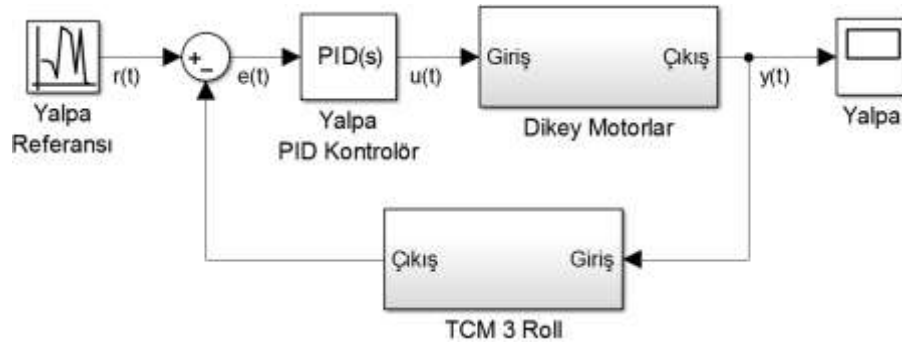 r(t)
+
−
e(t)
PID(s)
u(t)
Giriş
Çıkış
y(t)
Yalpa
Referansı
Yalpa
PID Kontrolör
Dikey Motorlar
Yalpa
Çıkış
Giriş
TCM 3 Roll